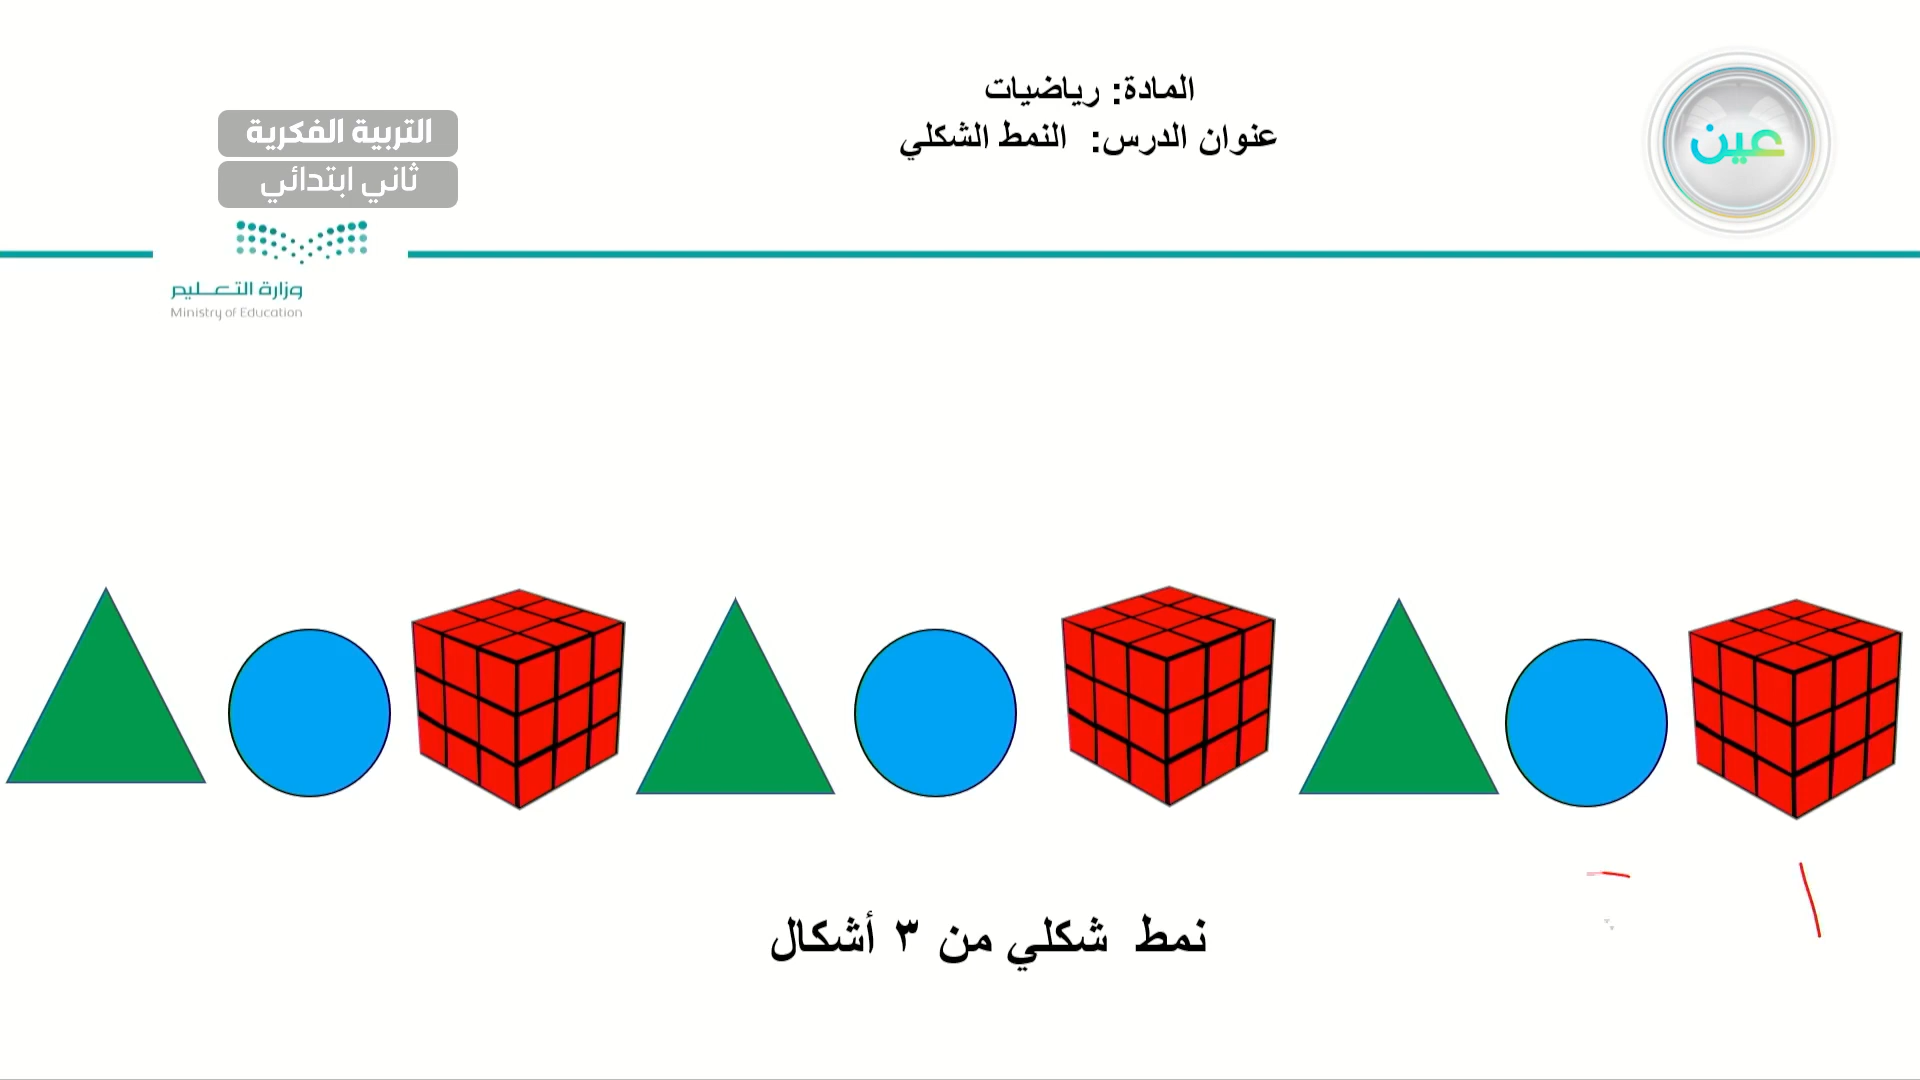 المادة: رياضيات
عنوان الدرس: النمط الشكلي
عين
التربية الفكرية
ثاني ابتدائي
وزارة التعليم
Ministry of Education
١
نمط شكلي من ٣ أشكال